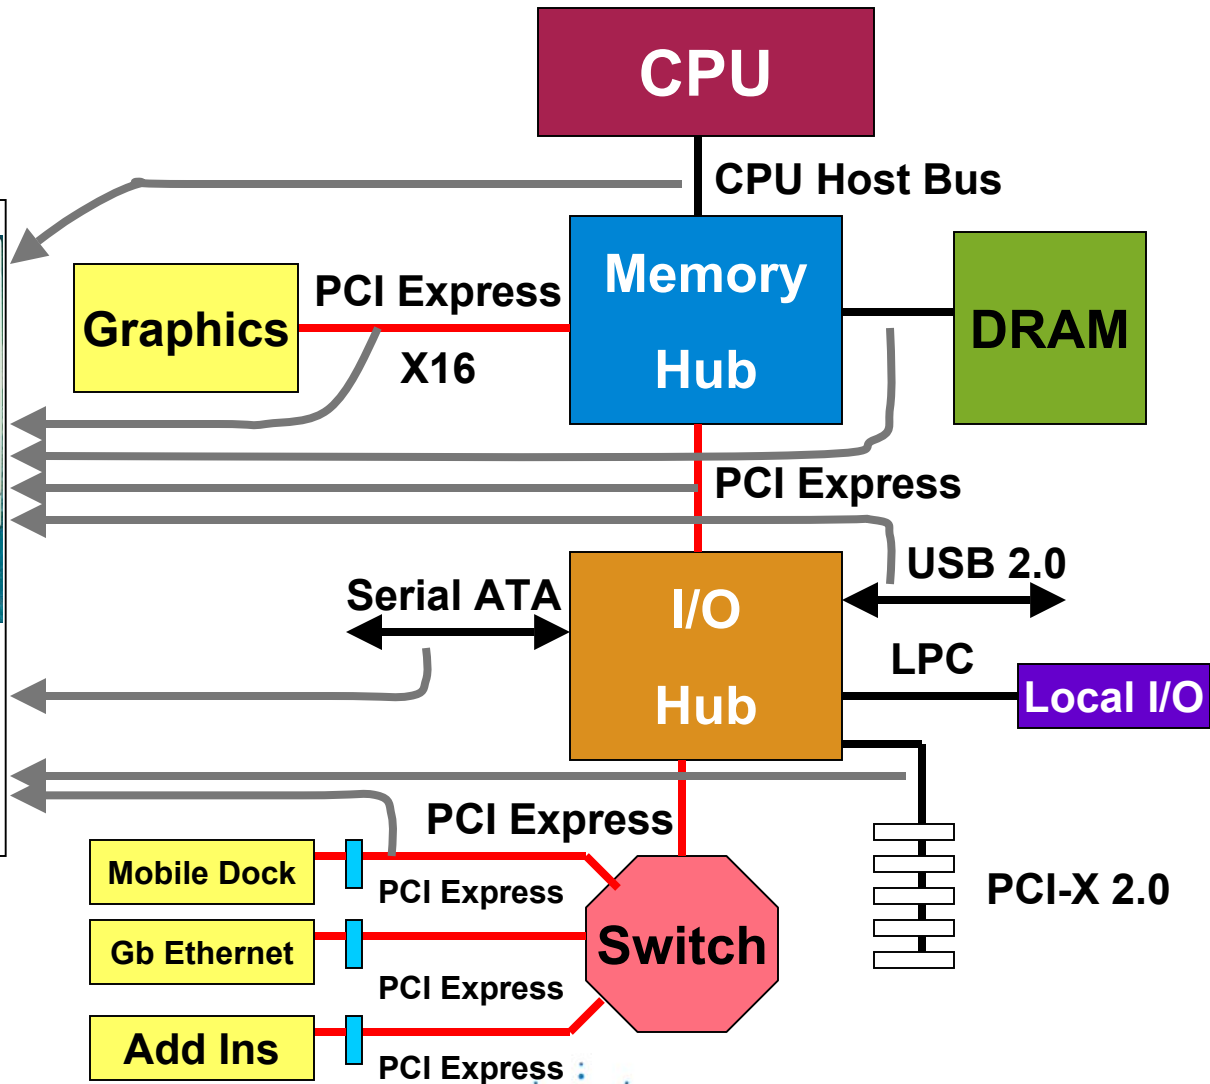 CPU
CPU Host Bus
Graphics
PCI Express
X16
Memory
Hub
DRAM
PCI Express
Serial ATA
I/O
Hub
USB 2.0
LPC
Local I/O
PCI Express
Mobile Dock
PCI Express
Gb Ethernet
PCI Express
Add Ins
PCI Express
Switch
PCI-X 2.0